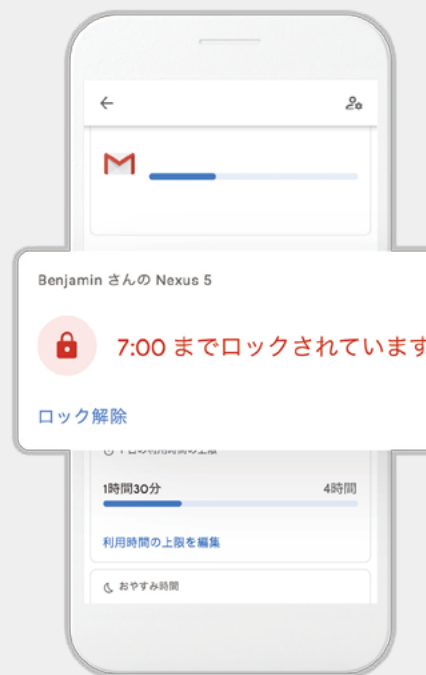 Benjamin さんの Nexus 5
7:00 までロックされています
ロック解除
1時間30分 4時間
利用時間の上限を編集
おやすみ時間